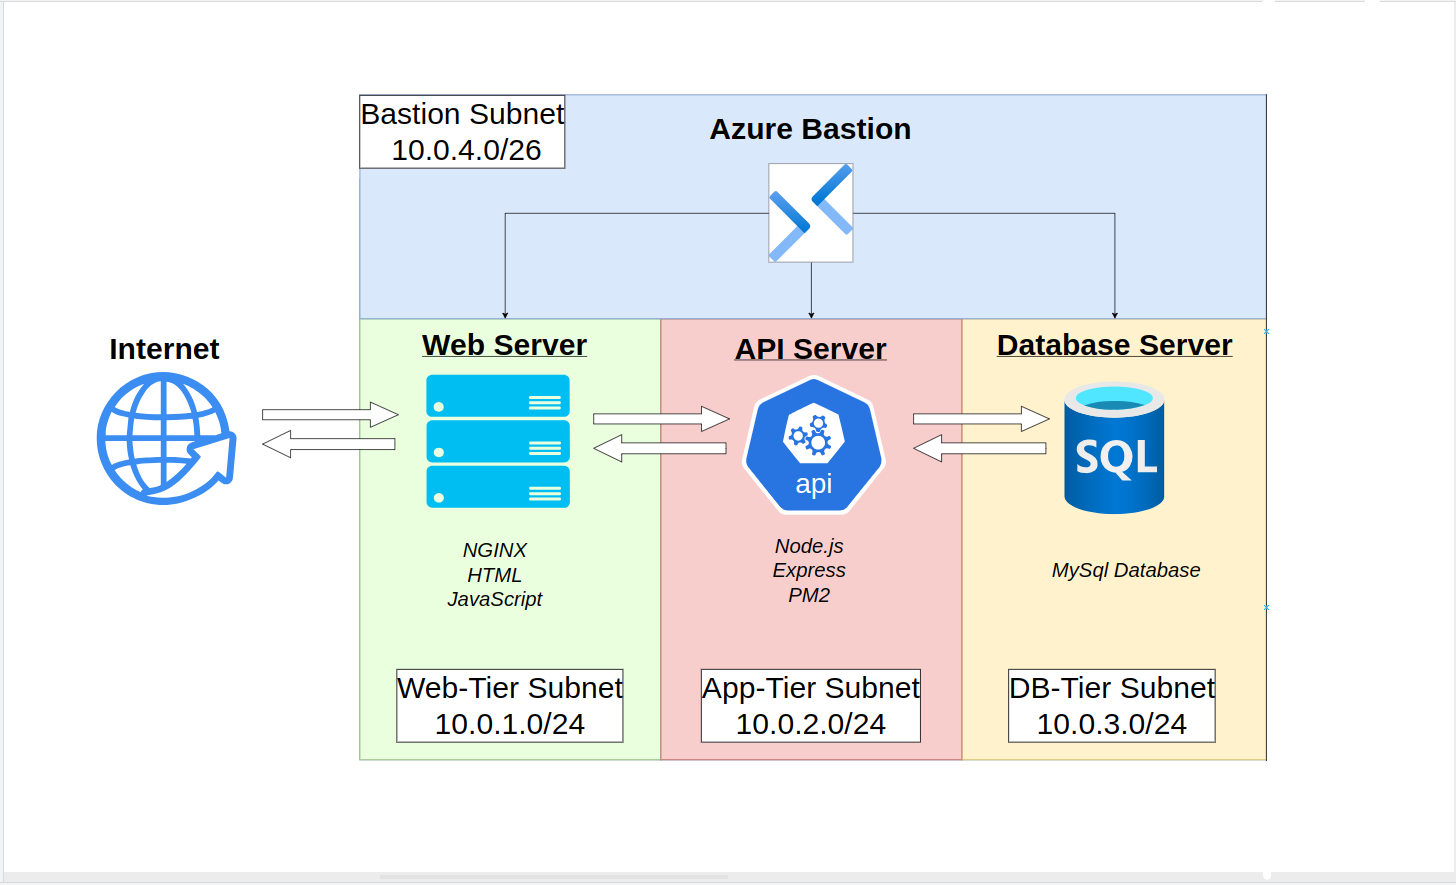 Bastion Subnet
10.0.4.0/26
Azure Bastion
Internet
Web Server
NGINX
HTML
JavaScript
Web-Tier Subnet
10.0.1.0/24
API Server
api
Node.js
Express
PM2
App-Tier Subnet
10.0.2.0/24
Database Server
SQL
MySql Database
DB-Tier Subnet
10.0.3.0/24